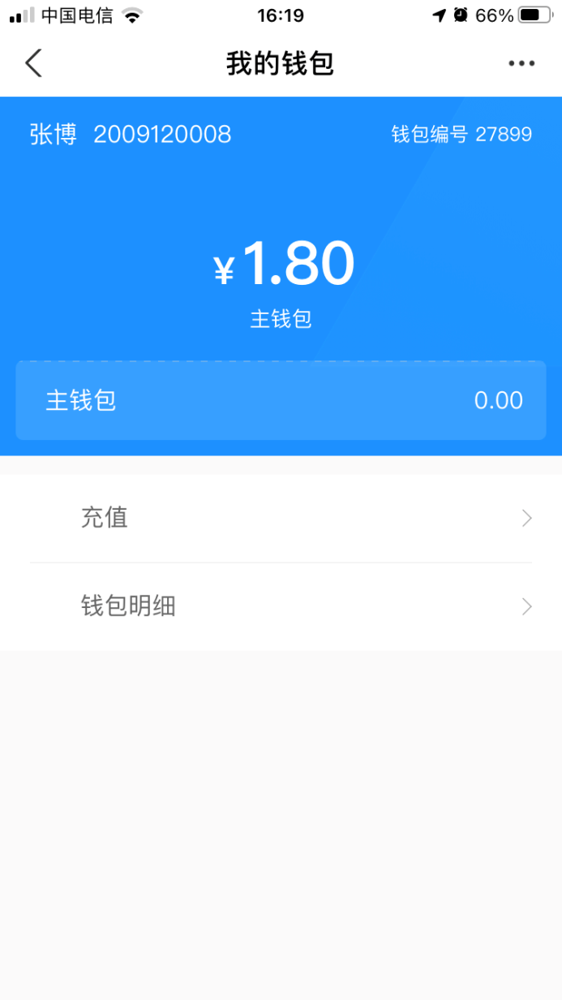 中国电信 16:19 66%
我的钱包
张博 2009120008 钱包编号 27899
¥1.80
主钱包
主钱包 0.00
充值
钱包明细